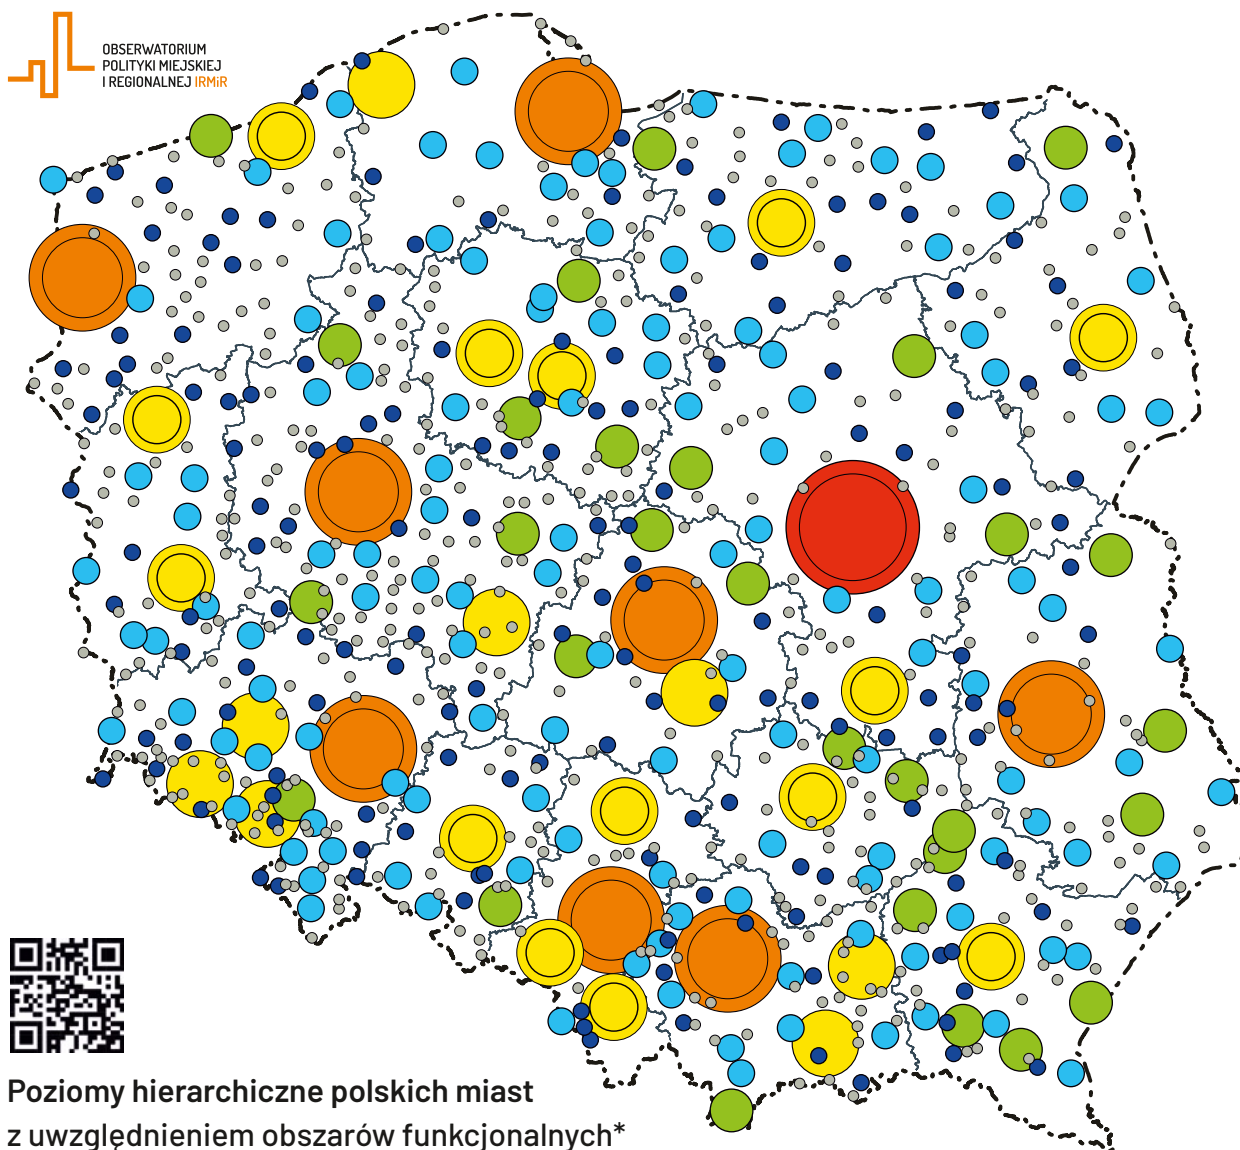 OBSERWATORIUM
POLITYKI MIEJSKIEJ
I REGIONALNEJ IRMiR
Poziomy hierarchiczne polskich miast
z uwzględnieniem obszarów funkcjonalnych*